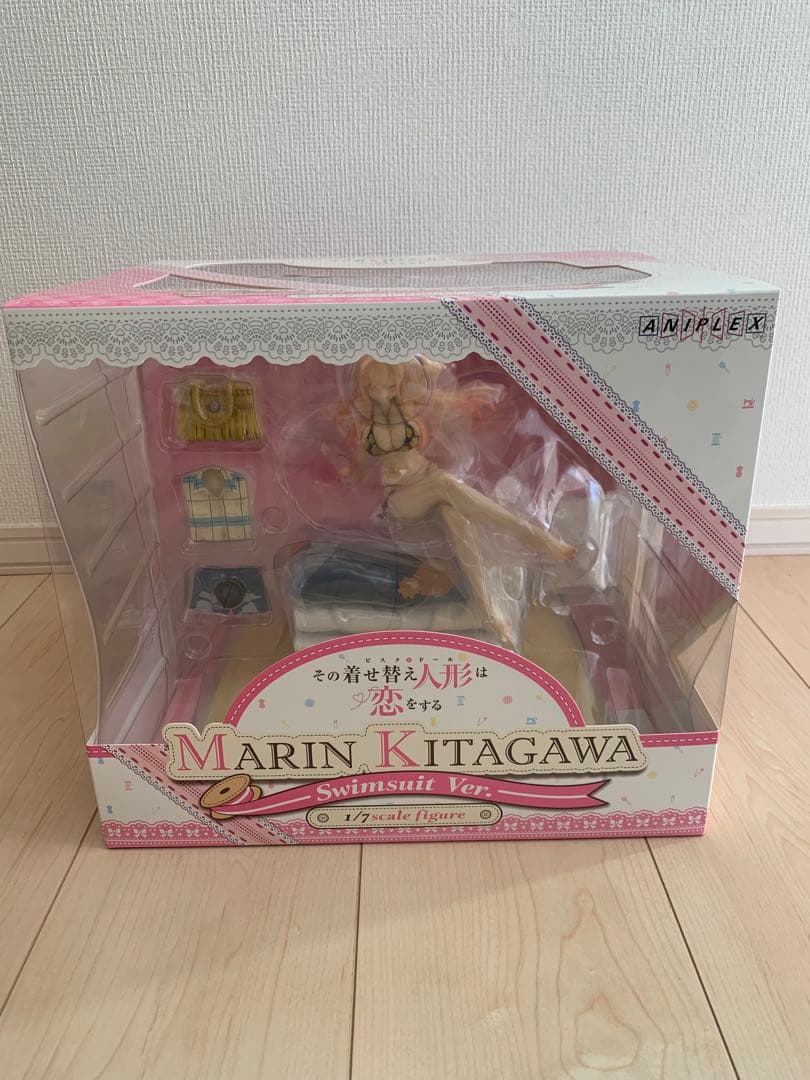 ANIPLEX
ビスク・ドール
その着せ替え人形は
恋をする
MARIN KITAGAWA
Swimsuit Ver.
1/7 scale figure